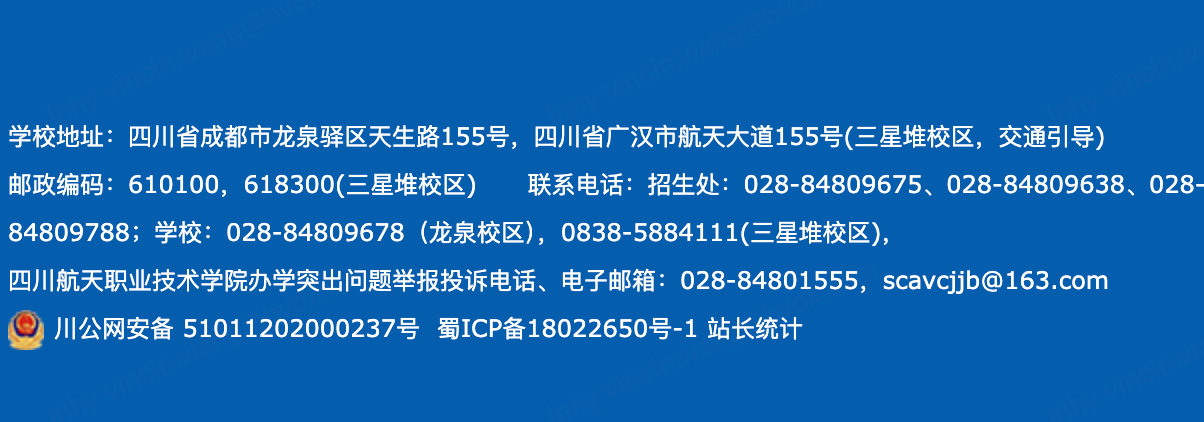 学校地址：四川省成都市龙泉驿区天生路155号，四川省广汉市航天大道155号(三星堆校区，交通引导)
邮政编码：610100，618300(三星堆校区) 联系电话：招生处：028-84809675、028-84809638、028-
84809788；学校：028-84809678（龙泉校区），0838-5884111(三星堆校区),
四川航天职业技术学院办学突出问题举报投诉电话、电子邮箱：028-84801555，scavcjjb@163.com
川公网安备 51011202000237号 蜀ICP备18022650号-1 站长统计